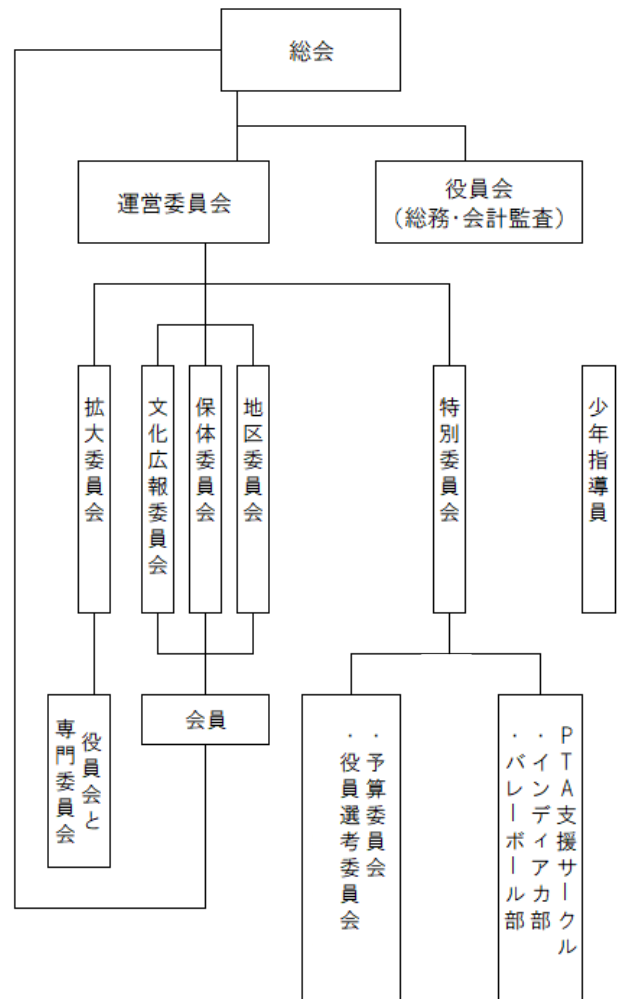 総会
運営委員会
役員会
(総務・会計監査)
拡大委員会
文化広報委員会
保体委員会
地区委員会
特別委員会
少年指導員
役員会と
専門委員会
会員
・予算委員会
・役員選考委員会
PTA支援サークル
・インディアカ部
・バレーボール部